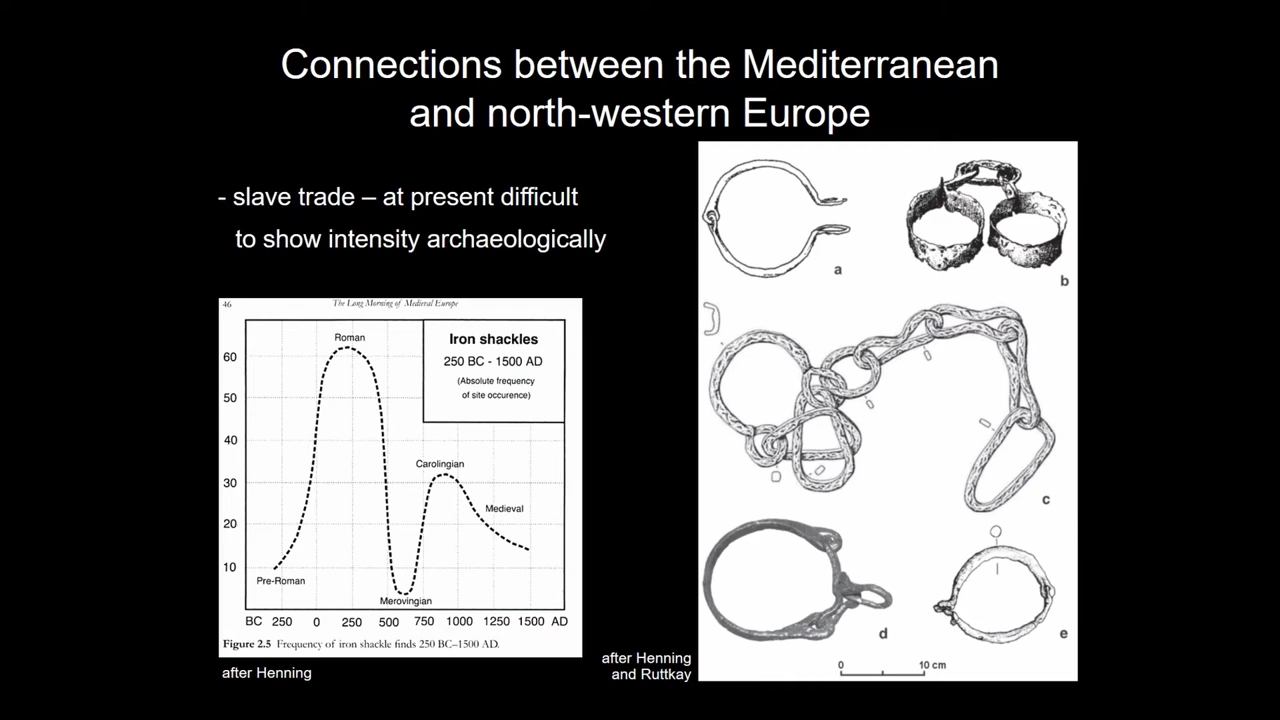 Connections between the Mediterranean
and north-western Europe
- slave trade – at present difficult
to show intensity archaeologically
46
The Long Morning of Medieval Europe
Iron shackles
250 BC - 1500 AD
(Absolute frequency
of site occurence)
60
50
40
30
20
10
Roman
Carolingian
Medieval
Pre-Roman
Merovingian
BC 250 0 250 500 750 1000 1250 1500 AD
Figure 2.5 Frequency of iron shackle finds 250 BC–1500 AD.
after Henning
a
b
c
d
e
0 10 cm
after Henning
and Ruttkay